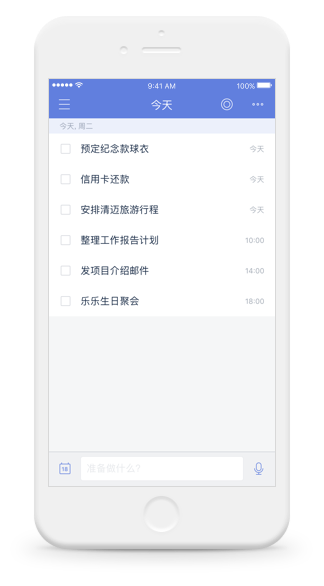 9:41 AM 100%
今天
今天, 周二
预定纪念款球衣 今天
信用卡还款 今天
安排清迈旅游行程 今天
整理工作报告计划 10:00
发项目介绍邮件 14:00
乐乐生日聚会 18:00
18 准备做什么?